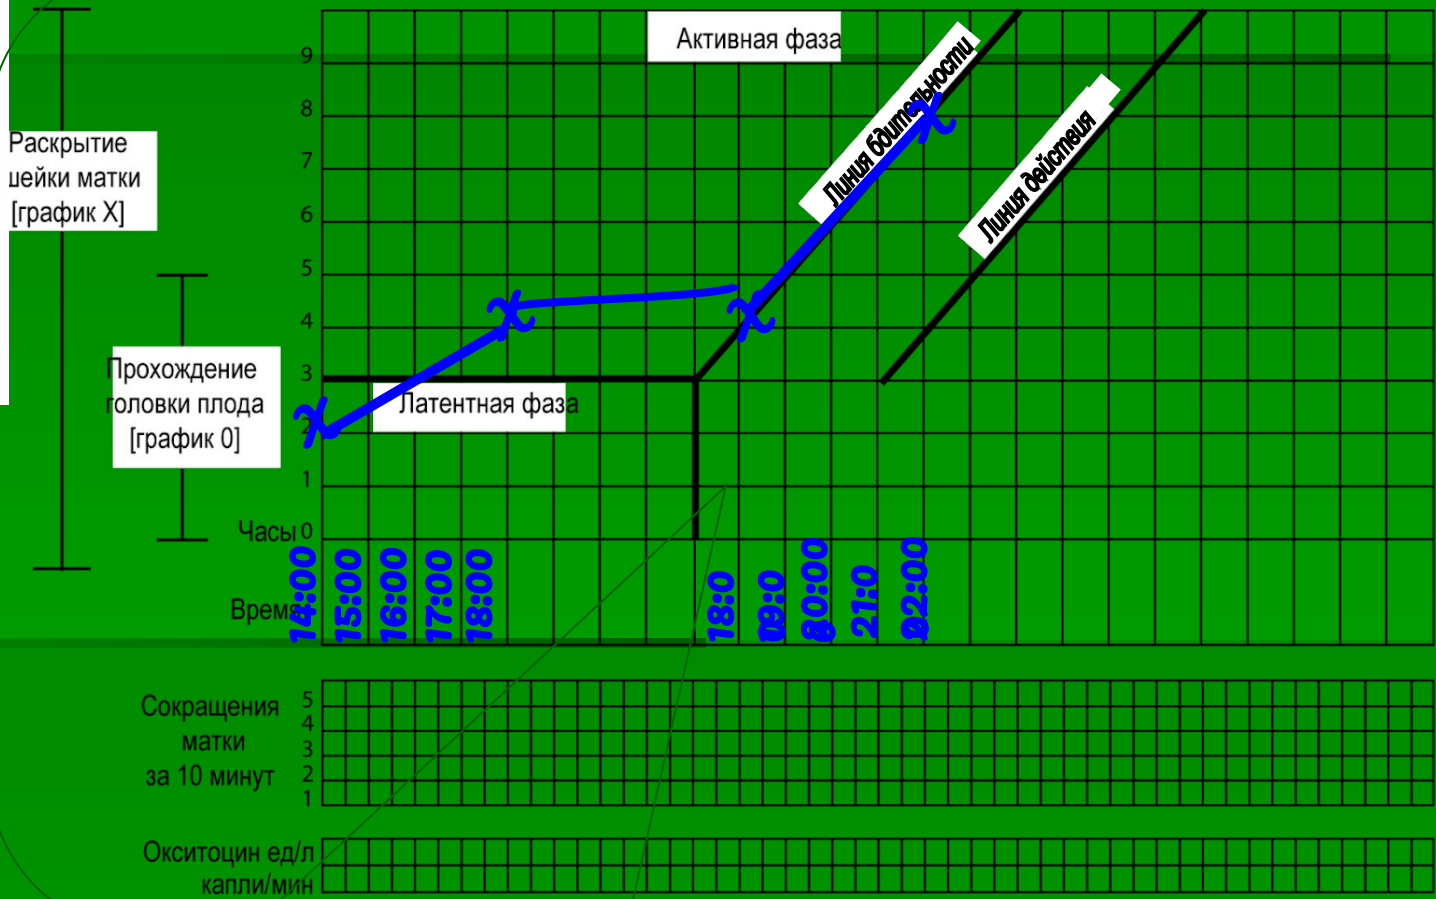 Активная фаза
9
8
7
6
5
4
3
2
1
0
Раскрытие
шейки матки
[график X]
Линия бдительности
Линия действия
Прохождение
головки плода
[график 0]
Латентная фаза
Часы
Время
14:00
15:00
16:00
17:00
18:00
18:0
21:0
Сокращения
матки
за 10 минут
5
4
3
2
1
Окситоцин ед/л
капли/мин